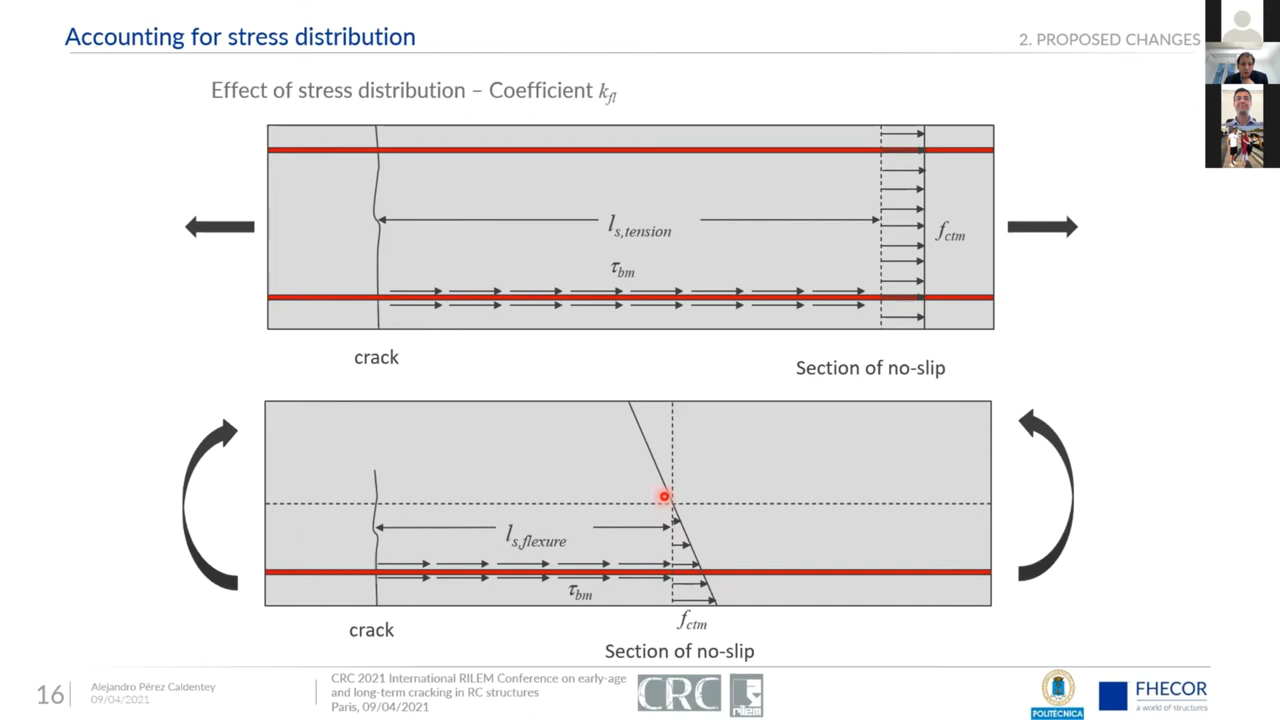 Accounting for stress distribution
2. PROPOSED CHANGES
Effect of stress distribution – Coefficient kfl
ls,tension
fctm
τbm
crack
Section of no-slip
ls,flexure
τbm
fctm
crack
Section of no-slip
16
Alejandro Pérez Caldentey
09/04/2021
CRC 2021 International RILEM Conference on early-age
and long-term cracking in RC structures
Paris, 09/04/2021
CRC
rilem
POLITÉCNICA
FHECOR
a world of structures